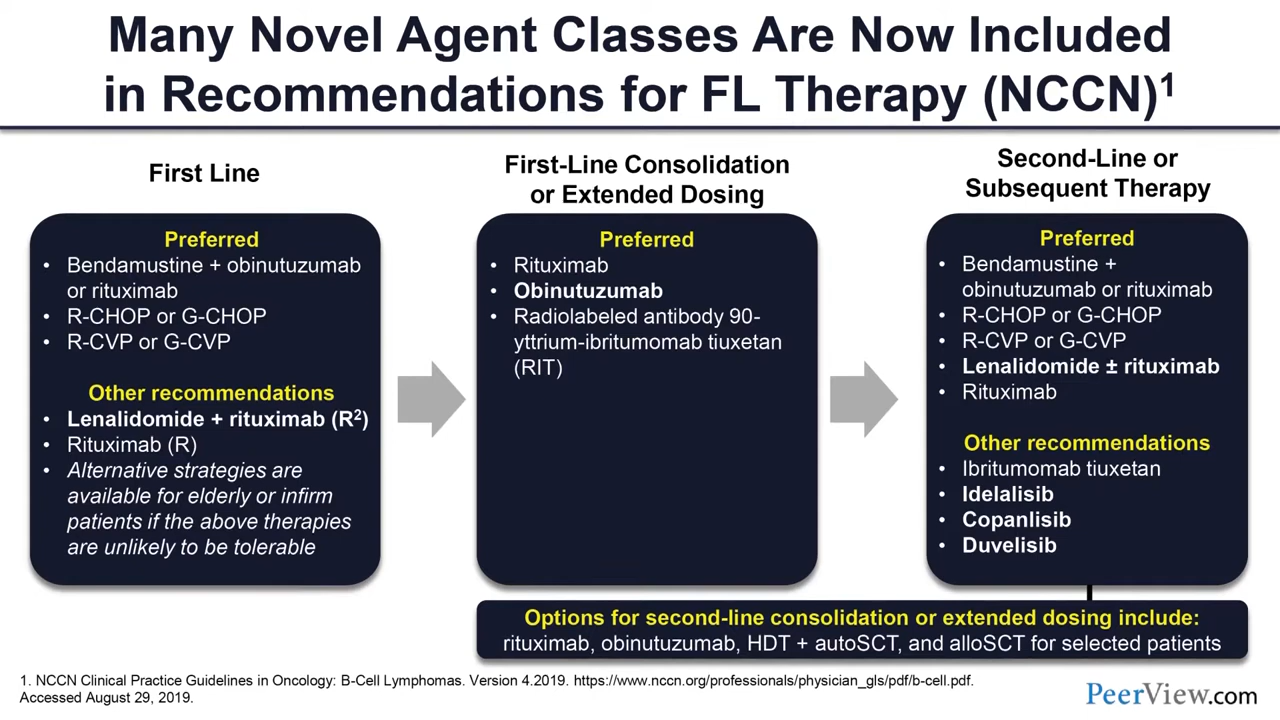 Many Novel Agent Classes Are Now Included
in Recommendations for FL Therapy (NCCN)¹
First Line
Preferred
• Bendamustine + obinutuzumab
or rituximab
• R-CHOP or G-CHOP
• R-CVP or G-CVP
Other recommendations
• Lenalidomide + rituximab (R²)
• Rituximab (R)
• Alternative strategies are
available for elderly or infirm
patients if the above therapies
are unlikely to be tolerable
First-Line Consolidation
or Extended Dosing
Preferred
• Rituximab
• Obinutuzumab
• Radiolabeled antibody 90-
yttrium-ibritumomab tiuxetan
(RIT)
Second-Line or
Subsequent Therapy
Preferred
• Bendamustine +
obinutuzumab or rituximab
• R-CHOP or G-CHOP
• R-CVP or G-CVP
• Lenalidomide ± rituximab
• Rituximab
Other recommendations
• Ibritumomab tiuxetan
• Idelalisib
• Copanlisib
• Duvelisib
Options for second-line consolidation or extended dosing include:
rituximab, obinutuzumab, HDT + autoSCT, and alloSCT for selected patients
1. NCCN Clinical Practice Guidelines in Oncology: B-Cell Lymphomas. Version 4.2019. https://www.nccn.org/professionals/physician_gls/pdf/b-cell.pdf.
Accessed August 29, 2019.
PeerView.com